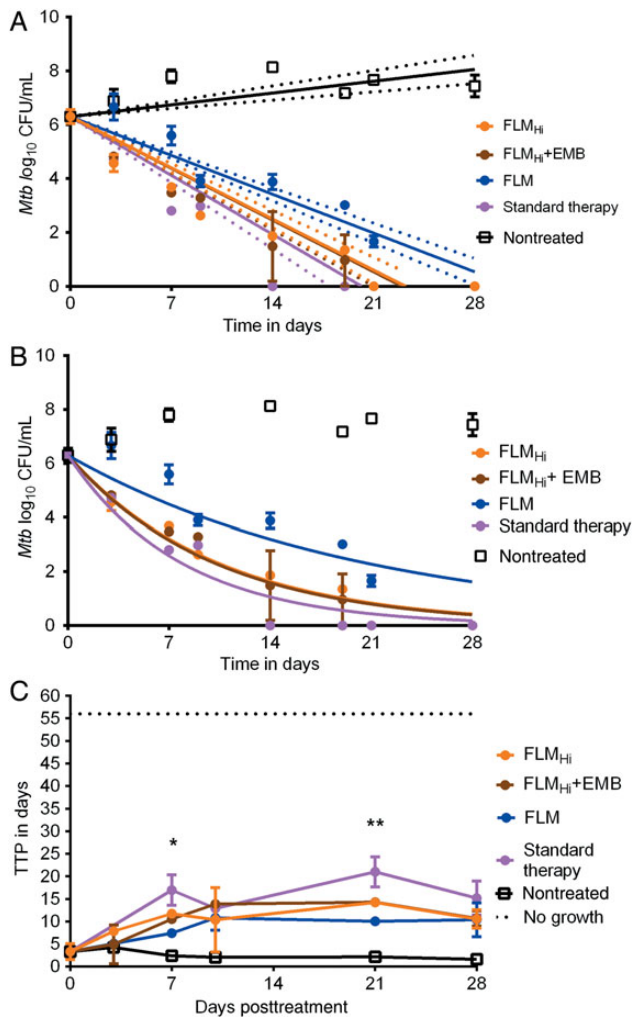 A
Mtb log10 CFU/mL
10
8
6
4
2
0
0
7
14
21
28
Time in days
FLMHi
FLMHi+EMB
FLM
Standard therapy
Nontreated
B
Mtb log10 CFU/mL
10
8
6
4
2
0
0
7
14
21
28
Time in days
FLMHi
FLMHi+ EMB
FLM
Standard therapy
Nontreated
C
TTP in days
60
55
50
45
40
35
30
25
20
15
10
5
0
*
**
0
7
14
21
28
Days posttreatment
FLMHi
FLMHi+EMB
FLM
Standard
therapy
Nontreated
No growth